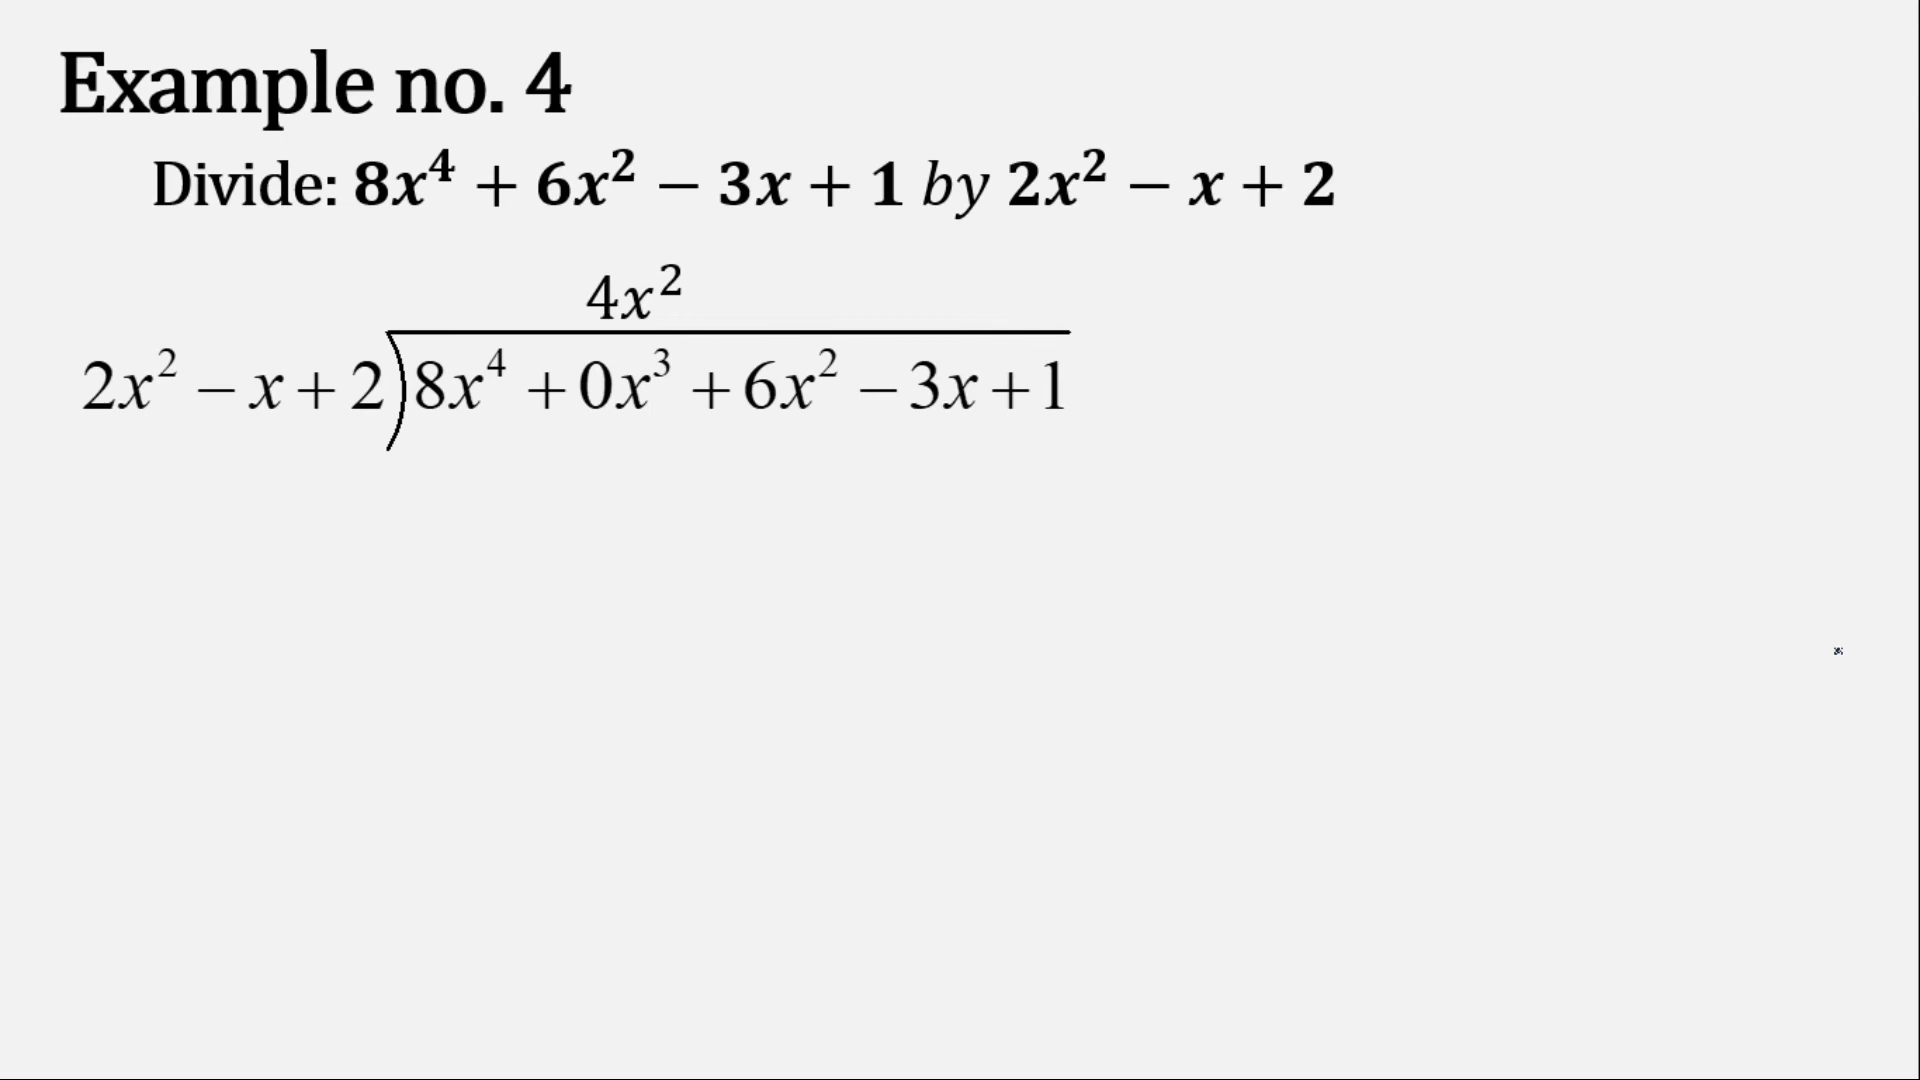 Example no. 4
Divide: 8x⁴ + 6x² − 3x + 1 by 2x² − x + 2
4x²
2x² − x + 2)8x⁴ + 0x³ + 6x² − 3x + 1